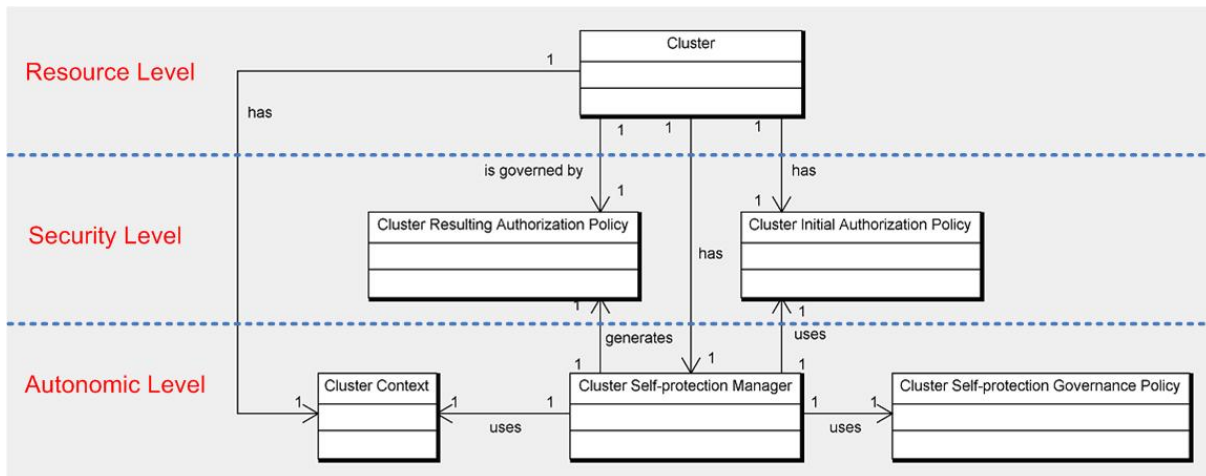 Cluster
1
Resource Level
has
1 1 1
is governed by
has
1
1
Cluster Resulting Authorization Policy
Cluster Initial Authorization Policy
Security Level
has
1
1
generates
uses
1
1
1
Autonomic Level
Cluster Context
Cluster Self-protection Manager
Cluster Self-protection Governance Policy
1 1 1 1 1
uses
uses